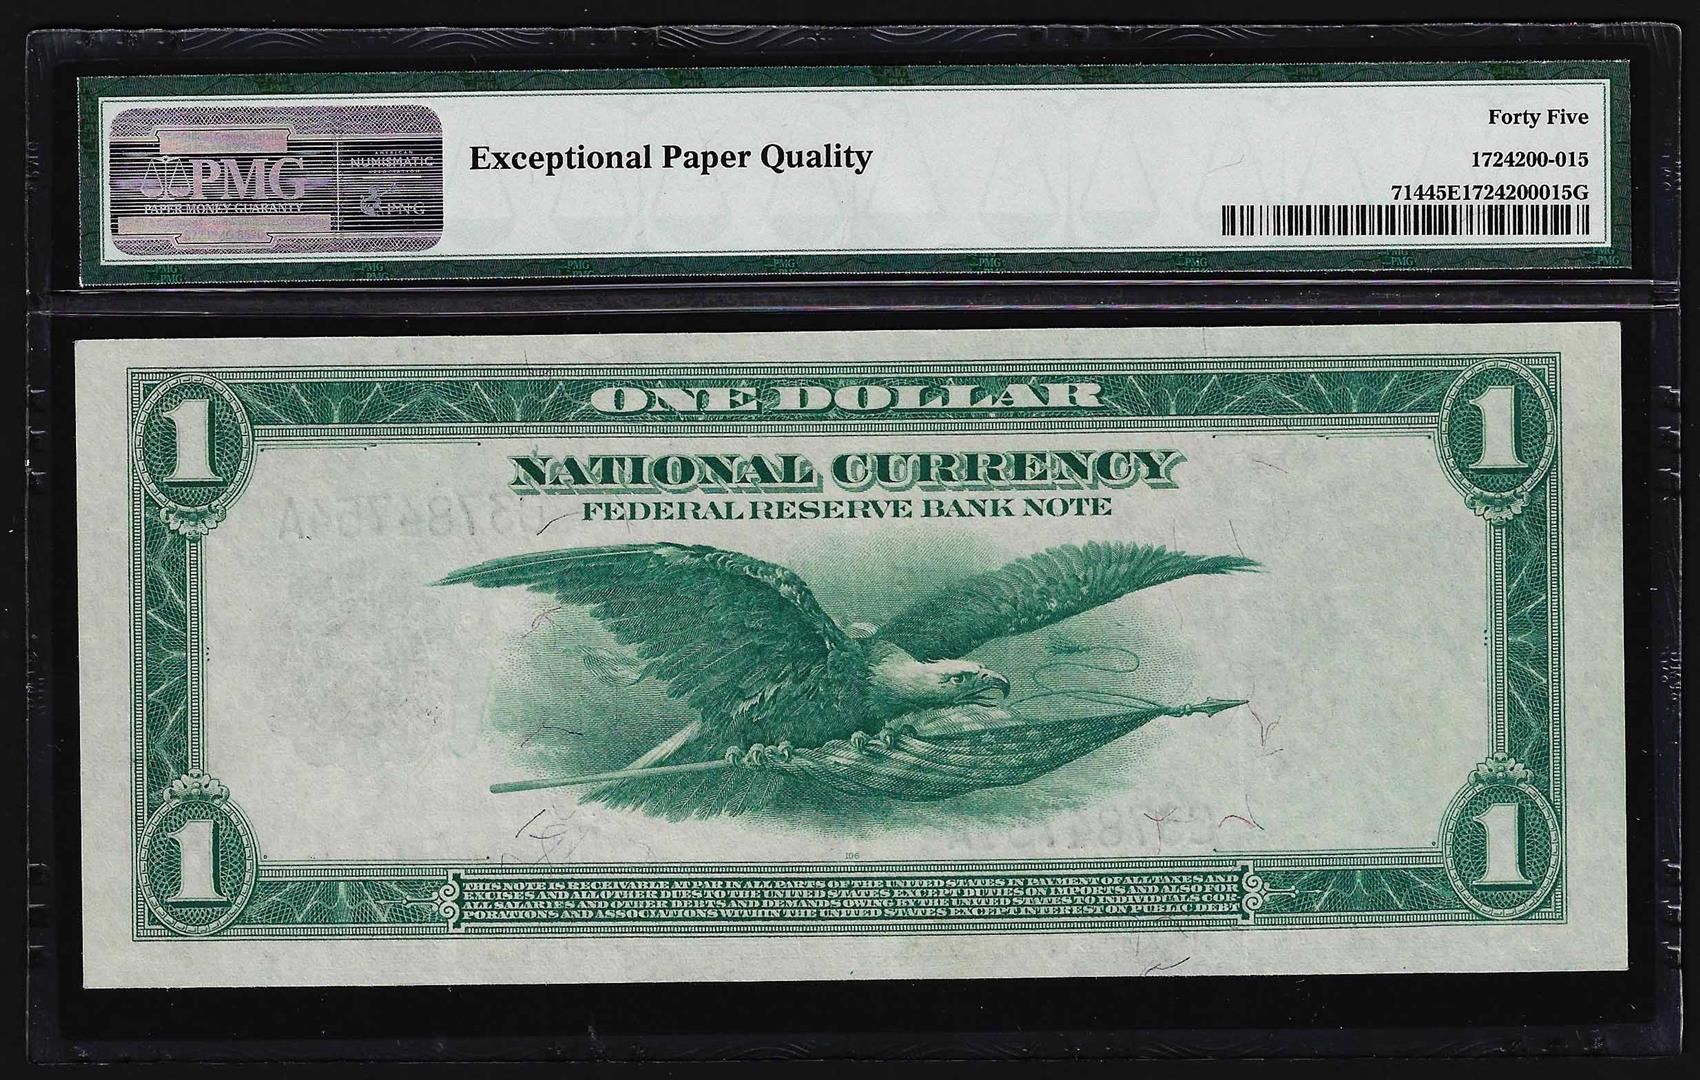 Forty Five
PMG
AMERICAN
NUMISMATIC
Exceptional Paper Quality
1724200-015
PAPER MONEY GUARANTY
PNG
71445E1724200015G
ONE DOLLAR
1 1
NATIONAL CURRENCY
FEDERAL RESERVE BANK NOTE
106
1 1
THIS NOTE IS RECEIVABLE AT PAR IN ALL PARTS OF THE UNITED STATES IN PAYMENT OF ALL TAXES AND
EXCISES AND ALL OTHER DUES TO THE UNITED STATES EXCEPT DUTIES ON IMPORTS AND ALSO FOR
ALL SALARIES AND OTHER DEBTS AND DEMANDS OWING BY THE UNITED STATES TO INDIVIDUALS COR
PORATIONS AND ASSOCIATIONS WITHIN THE UNITED STATES EXCEPT INTEREST ON PUBLIC DEBT